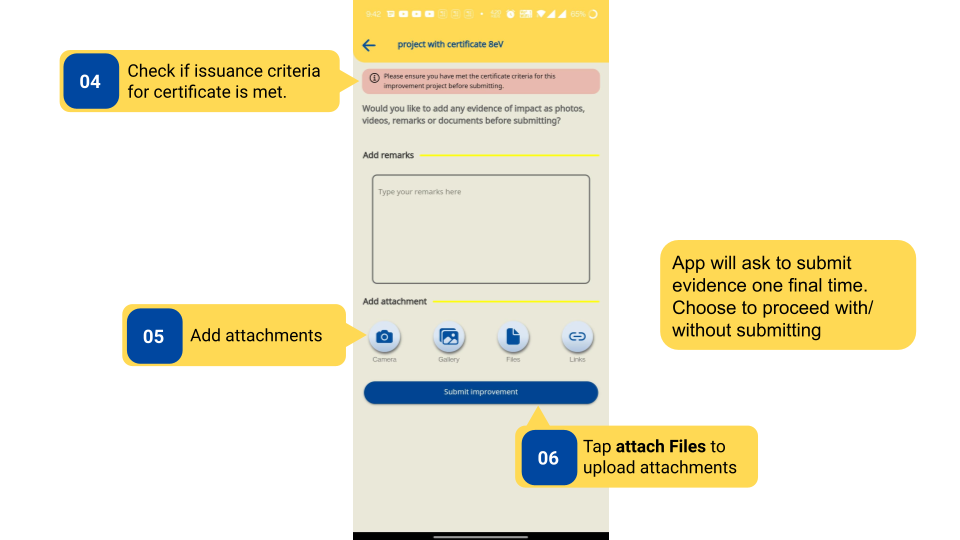 9:42
86%
project with certificate 8eV
04
Check if issuance criteria
for certificate is met.
Please ensure you have met the certificate criteria for this
improvement project before submitting.
Would you like to add any evidence of impact as photos,
videos, remarks or documents before submitting?
Add remarks
Type your remarks here
App will ask to submit
evidence one final time.
Choose to proceed with/
without submitting
Add attachment
05
Add attachments
Camera
Gallery
Files
Links
Submit improvement
06
Tap attach Files to
upload attachments